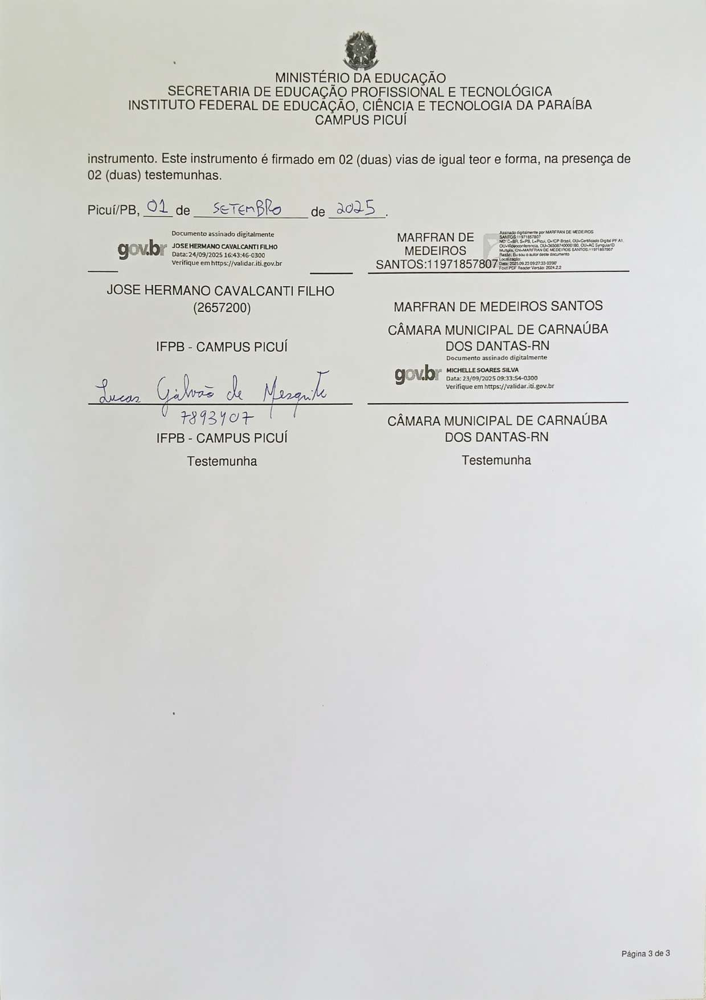 MINISTÉRIO DA EDUCAÇÃO
SECRETARIA DE EDUCAÇÃO PROFISSIONAL E TECNOLÓGICA
INSTITUTO FEDERAL DE EDUCAÇÃO, CIÊNCIA E TECNOLOGIA DA PARAÍBA
CAMPUS PICUÍ
instrumento. Este instrumento é firmado em 02 (duas) vias de igual teor e forma, na presença de
02 (duas) testemunhas.
Picuí/PB, 01 de SETEMBRO de 2025.
Documento assinado digitalmente
gov.br
JOSE HERMANO CAVALCANTI FILHO
Data: 24/09/2025 16:43:46-0300
Verifique em https://validar.iti.gov.br
JOSE HERMANO CAVALCANTI FILHO
(2657200)
IFPB - CAMPUS PICUÍ
MARFRAN DE
MEDEIROS
SANTOS:11971857807
Assinado digitalmente por MARFRAN DE MEDEIROS
SANTOS:11971857807
ND: C=BR, S=PB, L=Picui, O=ICP-Brasil, OU=Certificado Digital PF A1,
OU=Videoconferencia, OU=36508740000180, OU=AC SyngularID
Multipla, CN=MARFRAN DE MEDEIROS SANTOS:11971857807
Razão: Eu sou o autor deste documento
Localização:
Data: 2025.09.23 09:27:33-03'00'
Foxit PDF Reader Versão: 2024.2.2
MARFRAN DE MEDEIROS SANTOS
CÂMARA MUNICIPAL DE CARNAÚBA
DOS DANTAS-RN
Lucas Galvão de Mesquita
7893407
IFPB - CAMPUS PICUÍ
Testemunha
Documento assinado digitalmente
gov.br
MICHELLE SOARES SILVA
Data: 23/09/2025 09:33:54-0300
Verifique em https://validar.iti.gov.br
CÂMARA MUNICIPAL DE CARNAÚBA
DOS DANTAS-RN
Testemunha
Página 3 de 3